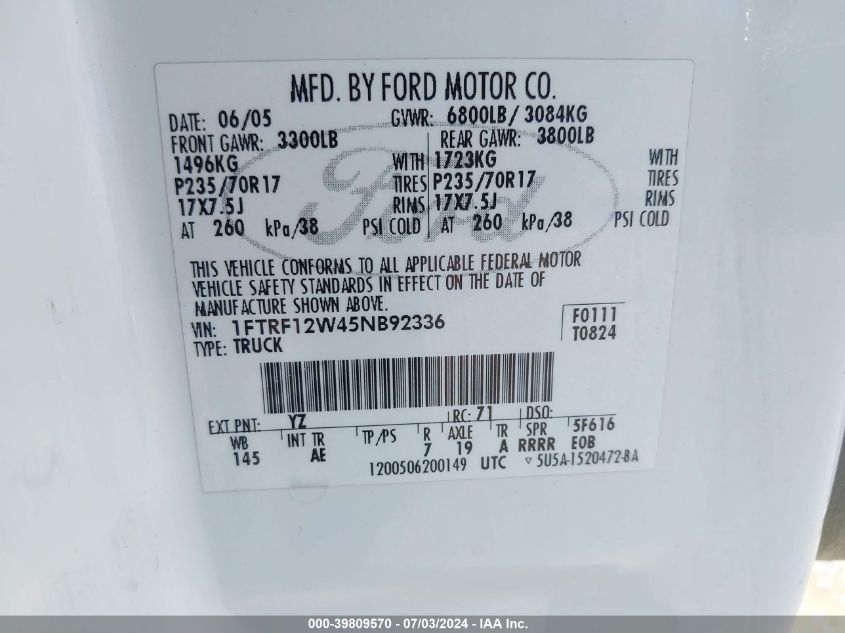 MFD. BY FORD MOTOR CO.
DATE: 06/05 GVWR: 6800LB / 3084KG
FRONT GAWR: 3300LB REAR GAWR: 3800LB
1496KG WITH 1723KG WITH
P235/70R17 TIRES P235/70R17 TIRES
17X7.5J RIMS 17X7.5J RIMS
AT 260 kPa/38 PSI COLD AT 260 kPa/38 PSI COLD
Ford
THIS VEHICLE CONFORMS TO ALL APPLICABLE FEDERAL MOTOR
VEHICLE SAFETY STANDARDS IN EFFECT ON THE DATE OF
MANUFACTURE SHOWN ABOVE.
VIN: 1FTRF12W45NB92336 F0111
TYPE: TRUCK T0824
EXT PNT: YZ RC: 71 DSO:
WB INT TR TP/PS R AXLE TR SPR 5F616
145 AE 7 19 A RRRR EOB
1200506200149 UTC ▽ 5U5A-1520472-BA
000-39809570 - 07/03/2024 - IAA Inc.